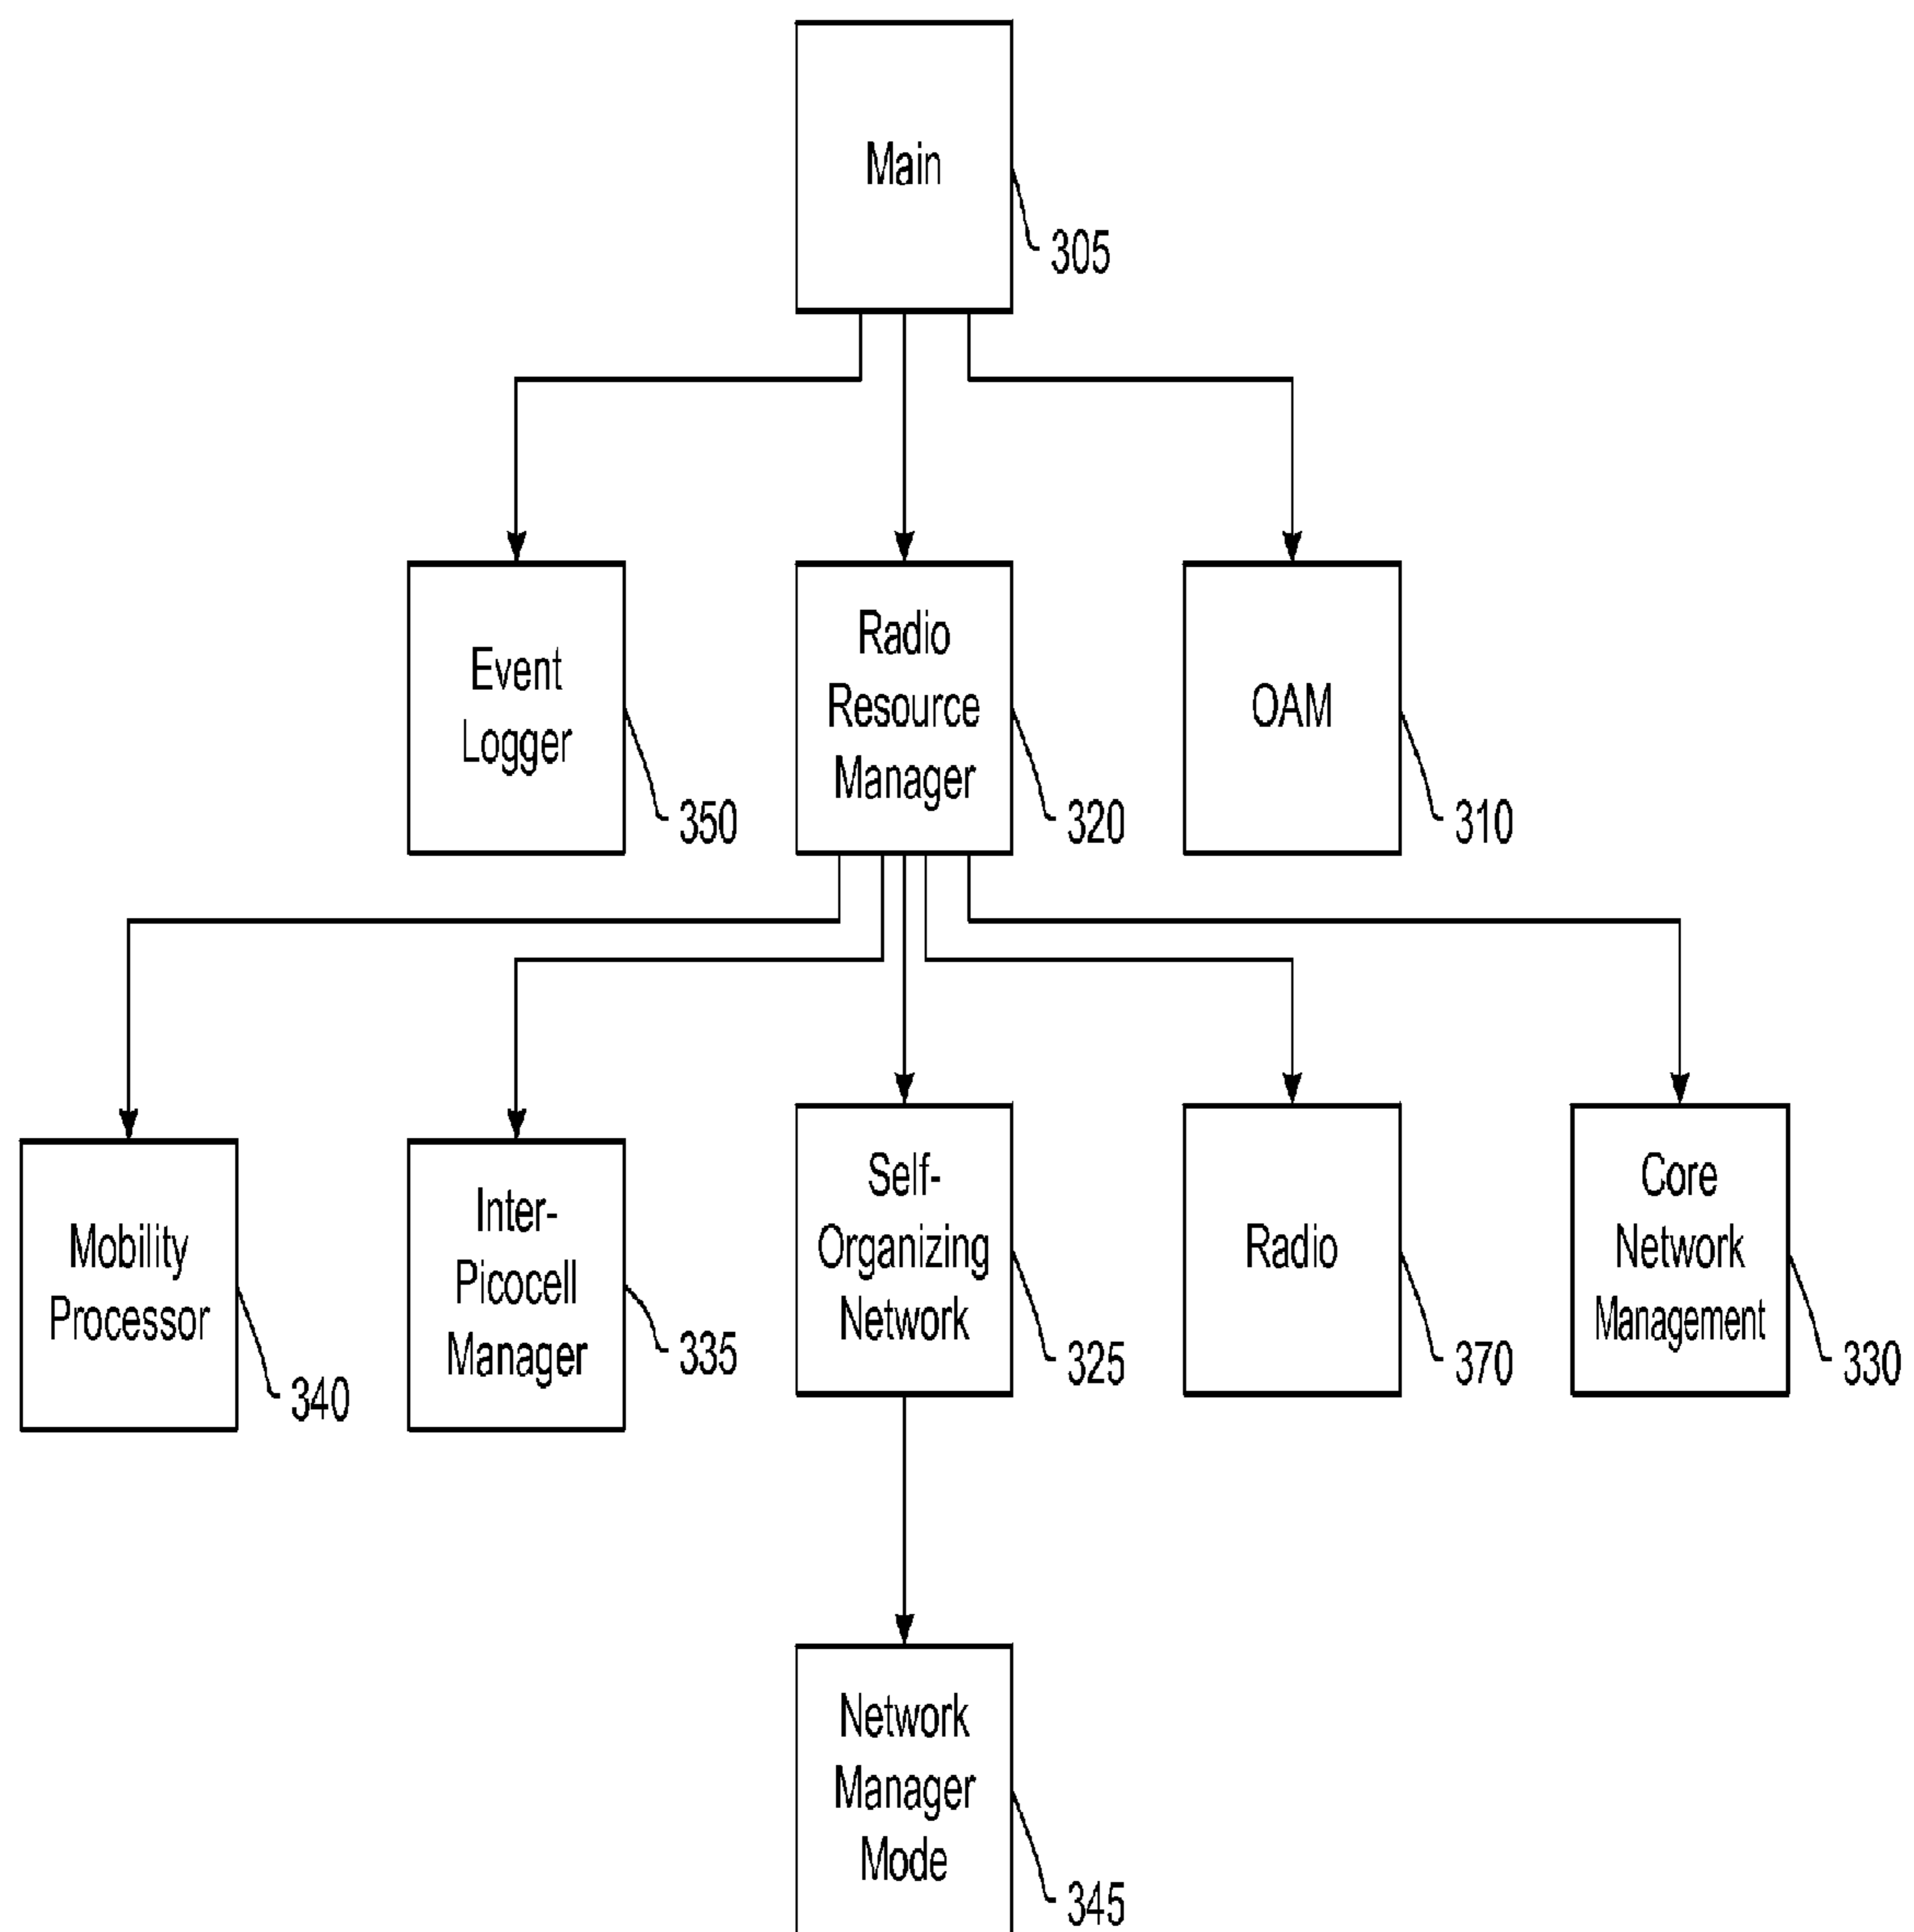 Main
305
Event
Logger
350
Radio
Resource
Manager
320
OAM
310
Mobility
Processor
340
Inter-
Picocell
Manager
335
Self-
Organizing
Network
325
Radio
370
Core
Network
Management
330
Network
Manager
Mode
345